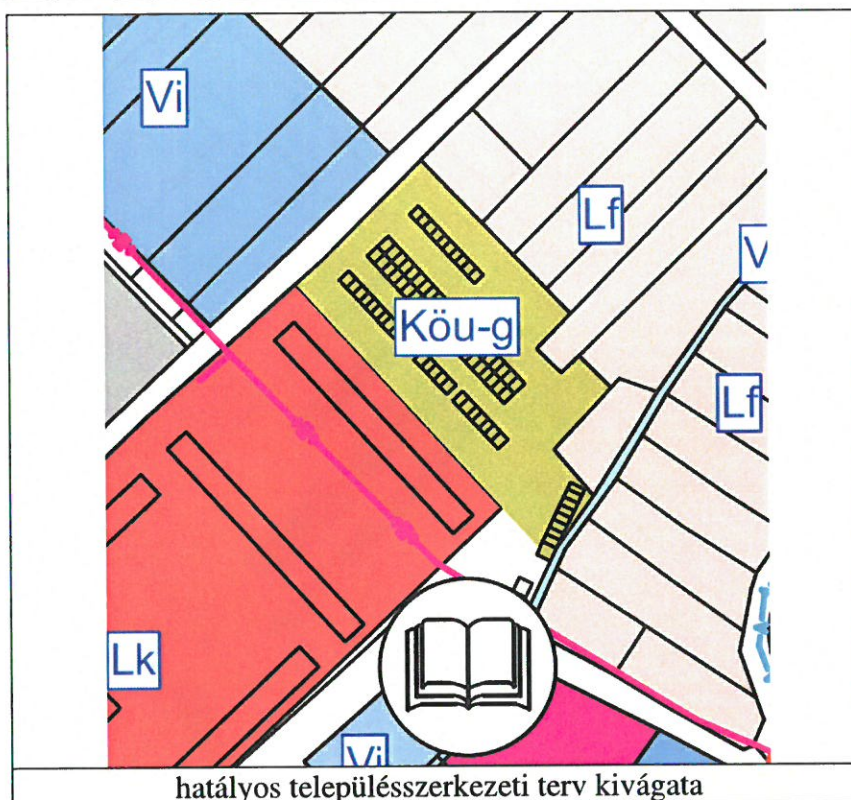 Vi
Lf
V
Köu-g
Lf
Lk
Vi
hatályos településszerkezeti terv kivágata